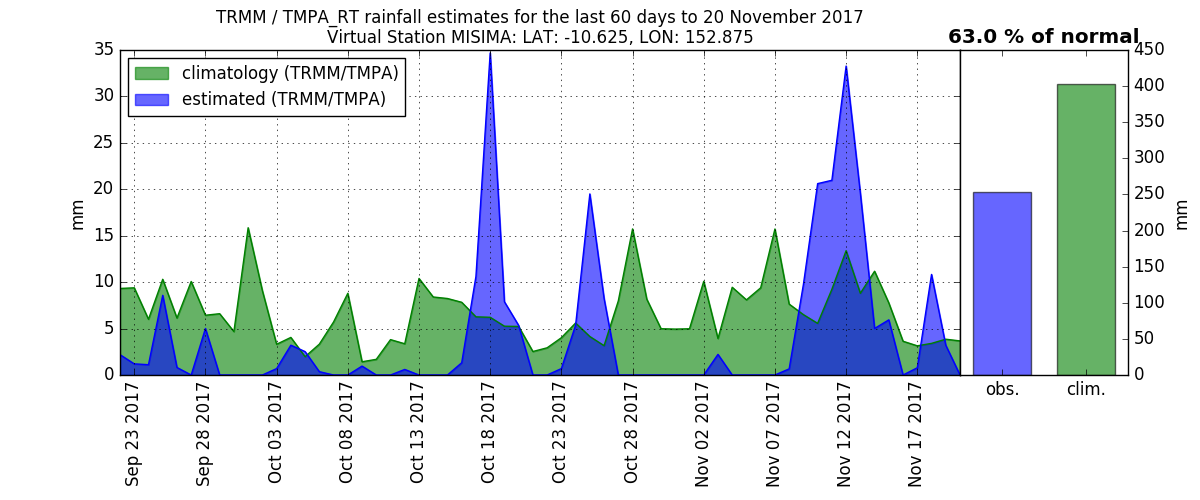 TRMM / TMPA_RT rainfall estimates for the last 60 days to 20 November 2017
Virtual Station MISIMA: LAT: -10.625, LON: 152.875
63.0 % of normal
climatology (TRMM/TMPA)
estimated (TRMM/TMPA)
35
30
25
20
15
10
5
0
mm
450
400
350
300
250
200
150
100
50
0
mm
Sep 23 2017
Sep 28 2017
Oct 03 2017
Oct 08 2017
Oct 13 2017
Oct 18 2017
Oct 23 2017
Oct 28 2017
Nov 02 2017
Nov 07 2017
Nov 12 2017
Nov 17 2017
obs.
clim.